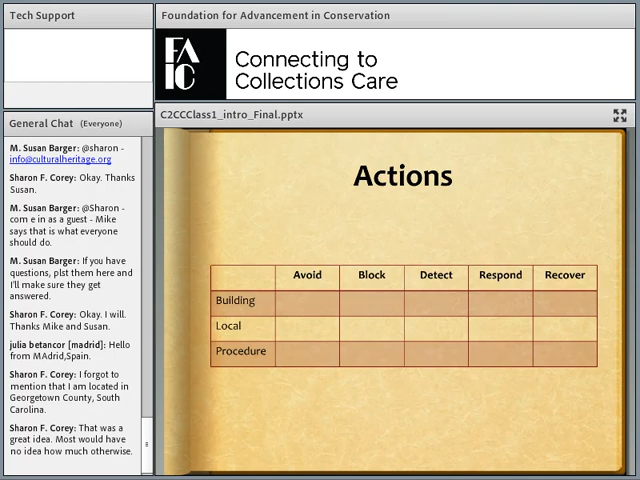 Tech Support
Foundation for Advancement in Conservation
FA
IC
Connecting to
Collections Care
General Chat (Everyone)
M. Susan Barger: @sharon -
info@culturalheritage.org
Sharon F. Corey: Okay. Thanks
Susan.
M. Susan Barger: @Sharon -
com e in as a guest - Mike
says that is what everyone
should do.
M. Susan Barger: If you have
questions, plst them here and
I'll make sure they get
answered.
Sharon F. Corey: Okay. I will.
Thanks Mike and Susan.
julia betancor [madrid]: Hello
from MAdrid,Spain.
Sharon F. Corey: I forgot to
mention that I am located in
Georgetown County, South
Carolina.
Sharon F. Corey: That was a
great idea. Most would have
no idea how much otherwise.
C2CCClass1_intro_Final.pptx
Actions
Avoid Block Detect Respond Recover
Building
Local
Procedure